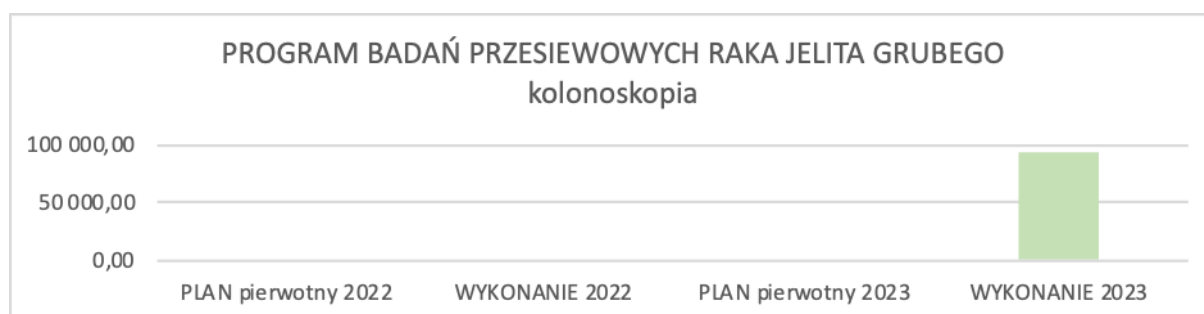 PROGRAM BADAŃ PRZESIEWOWYCH RAKA JELITA GRUBEGO
kolonoskopia
100 000,00
50 000,00
0,00
PLAN pierwotny 2022 WYKONANIE 2022 PLAN pierwotny 2023 WYKONANIE 2023